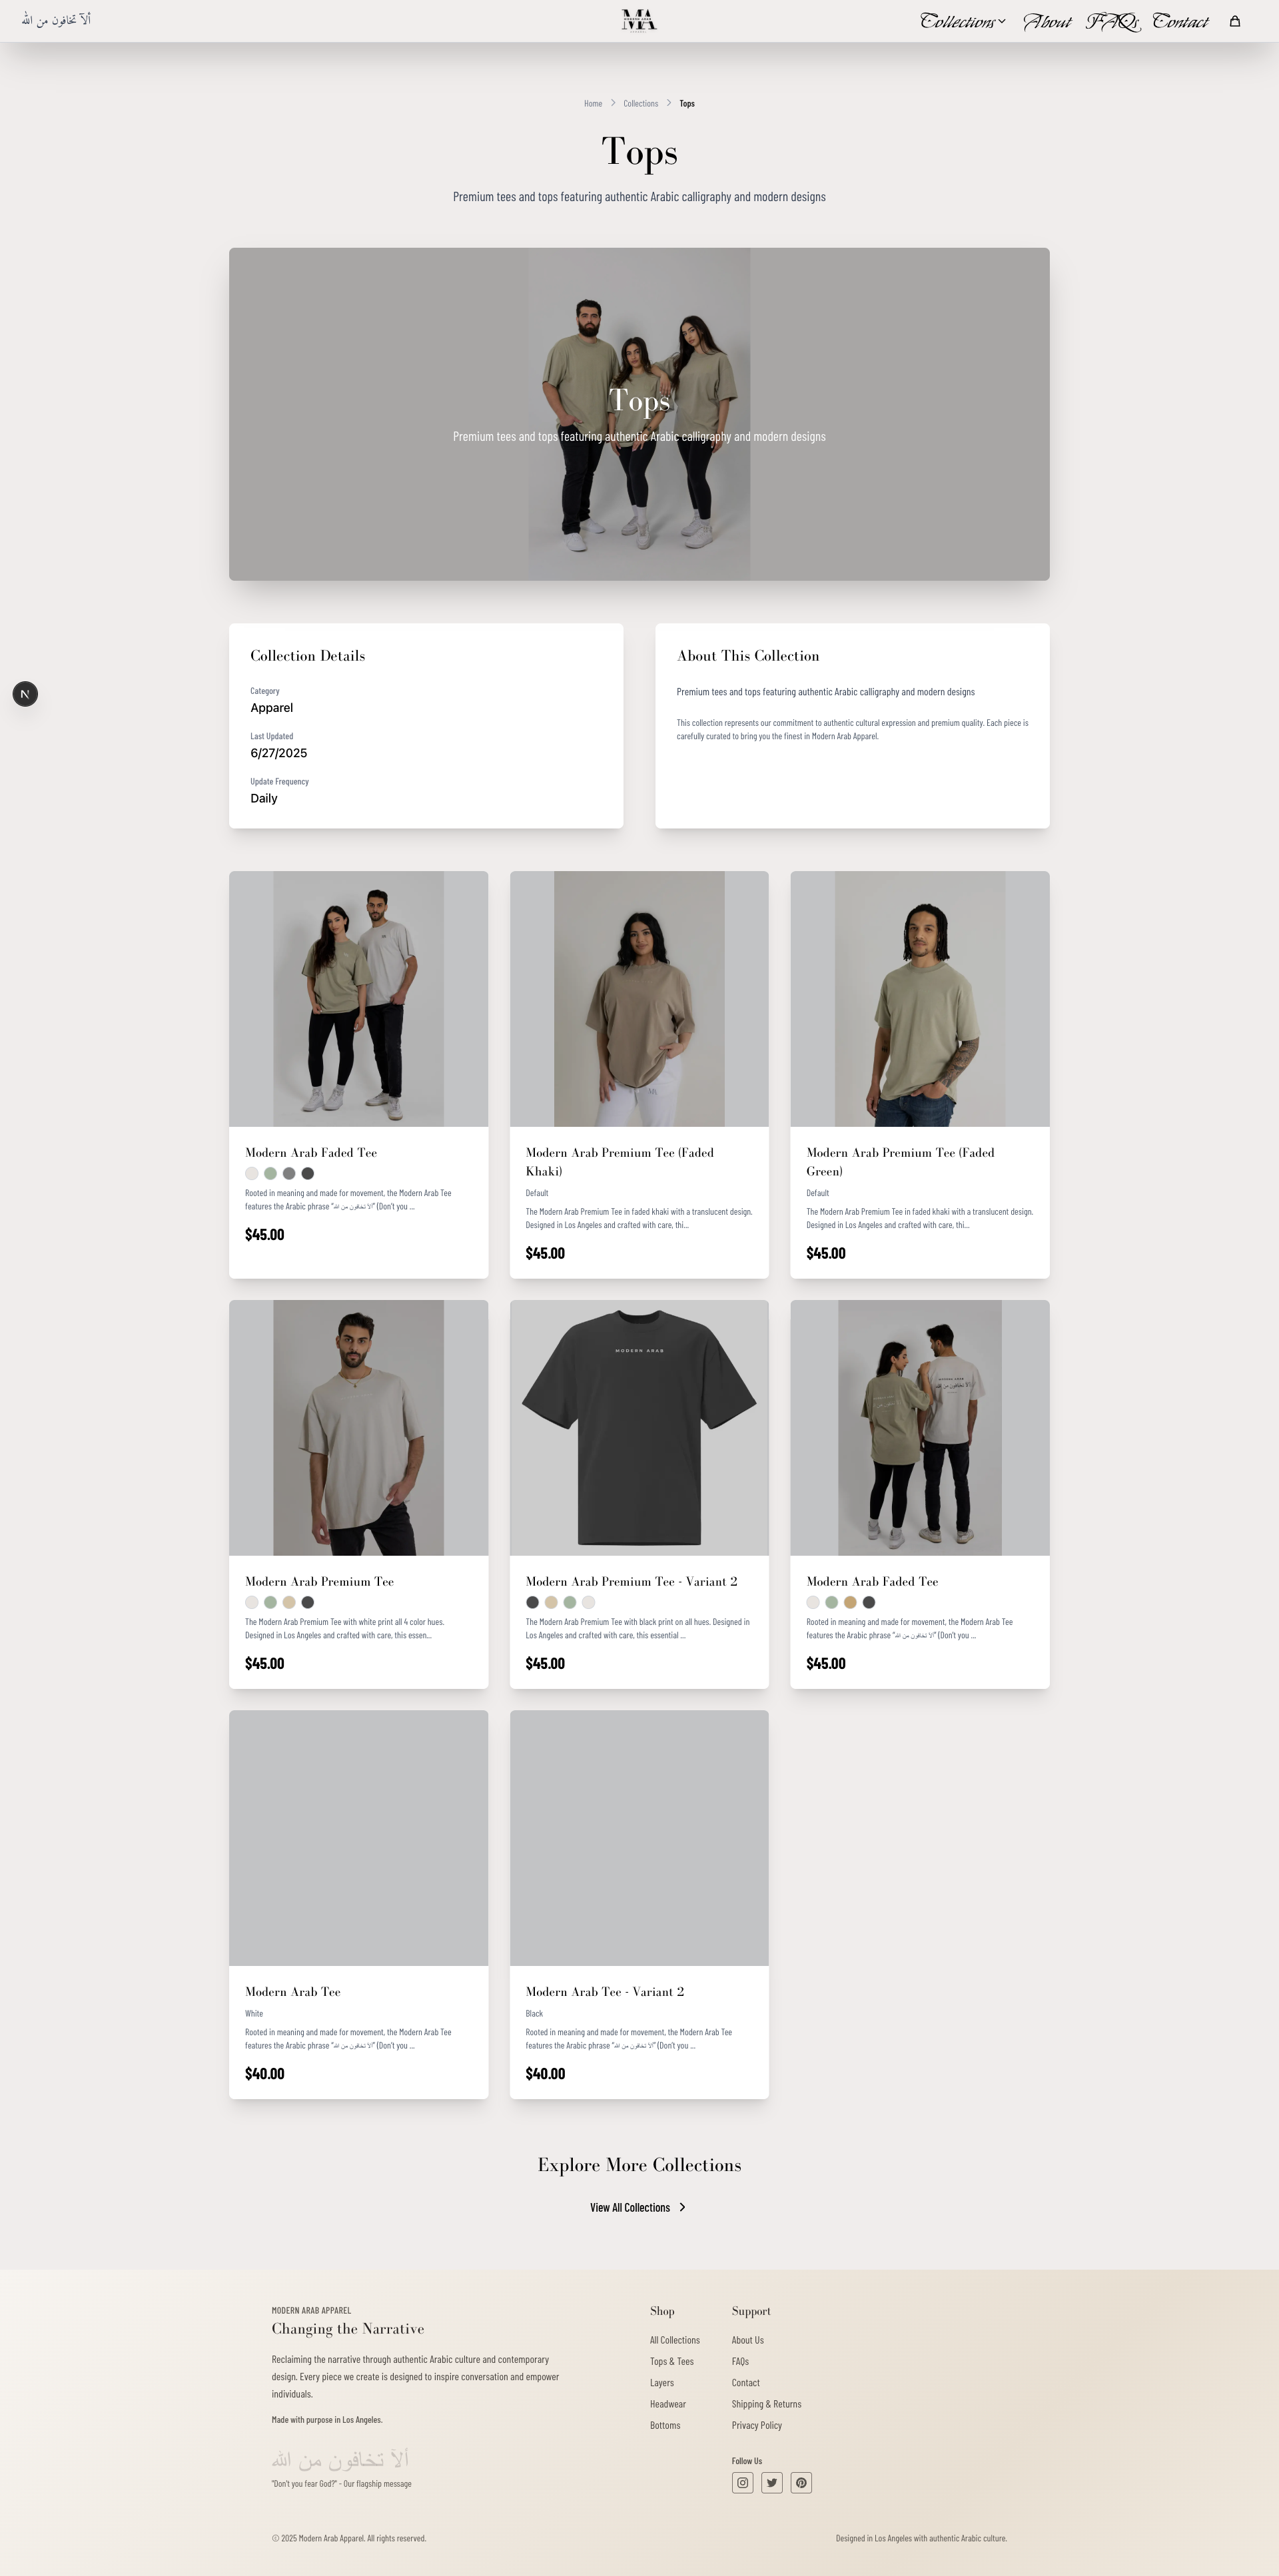 ألآ تخافون من الله
MA
Collections
About
FAQs
Contact
Home
Collections
Tops
Tops
Premium tees and tops featuring authentic Arabic calligraphy and modern designs
Tops
Premium tees and tops featuring authentic Arabic calligraphy and modern designs
N
Collection Details
Category
Apparel
Last Updated
6/27/2025
Update Frequency
Daily
About This Collection
Premium tees and tops featuring authentic Arabic calligraphy and modern designs
This collection represents our commitment to authentic cultural expression and premium quality. Each piece is
carefully curated to bring you the finest in Modern Arab Apparel.
Modern Arab Faded Tee
Rooted in meaning and made for movement, the Modern Arab Tee
features the Arabic phrase "ألا تخافون من الله" (Don't you ...
$45.00
Modern Arab Premium Tee (Faded
Khaki)
Default
The Modern Arab Premium Tee in faded khaki with a translucent design.
Designed in Los Angeles and crafted with care, thi...
$45.00
Modern Arab Premium Tee (Faded
Green)
Default
The Modern Arab Premium Tee in faded khaki with a translucent design.
Designed in Los Angeles and crafted with care, thi...
$45.00
Modern Arab Premium Tee
The Modern Arab Premium Tee with white print all 4 color hues.
Designed in Los Angeles and crafted with care, this essen...
$45.00
MODERN ARAB
Modern Arab Premium Tee - Variant 2
The Modern Arab Premium Tee with black print on all hues. Designed in
Los Angeles and crafted with care, this essential ...
$45.00
ألآ تخافون من الله
Modern Arab Faded Tee
Rooted in meaning and made for movement, the Modern Arab Tee
features the Arabic phrase "ألا تخافون من الله" (Don't you ...
$45.00
Modern Arab Tee
White
Rooted in meaning and made for movement, the Modern Arab Tee
features the Arabic phrase "ألا تخافون من الله" (Don't you ...
$40.00
Modern Arab Tee - Variant 2
Black
Rooted in meaning and made for movement, the Modern Arab Tee
features the Arabic phrase "ألا تخافون من الله" (Don't you ...
$40.00
Explore More Collections
View All Collections
MODERN ARAB APPAREL
Changing the Narrative
Reclaiming the narrative through authentic Arabic culture and contemporary
design. Every piece we create is designed to inspire conversation and empower
individuals.
Made with purpose in Los Angeles.
ألآ تخافون من الله
"Don't you fear God?" - Our flagship message
Shop
All Collections
Tops & Tees
Layers
Headwear
Bottoms
Support
About Us
FAQs
Contact
Shipping & Returns
Privacy Policy
Follow Us
© 2025 Modern Arab Apparel. All rights reserved.
Designed in Los Angeles with authentic Arabic culture.